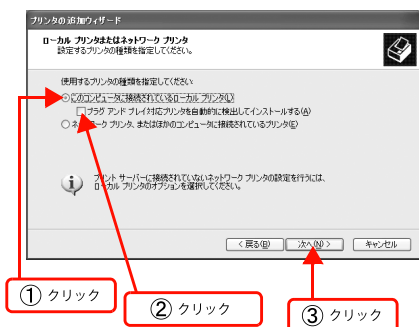 プリンタの追加ウィザード
ローカル プリンタまたはネットワーク プリンタ
設定するプリンタの種類を指定してください。
使用するプリンタの種類を指定してください:
このコンピュータに接続されているローカル プリンタ(L)
プラグ アンド プレイ対応プリンタを自動的に検出してインストールする(A)
ネットワーク プリンタ、またはほかのコンピュータに接続されているプリンタ(E)
プリント サーバーに接続されていないネットワーク プリンタの設定を行うには、
ローカル プリンタのオプションを選択してください。
< 戻る(B)
次へ(N) >
キャンセル
① クリック
② クリック
③ クリック